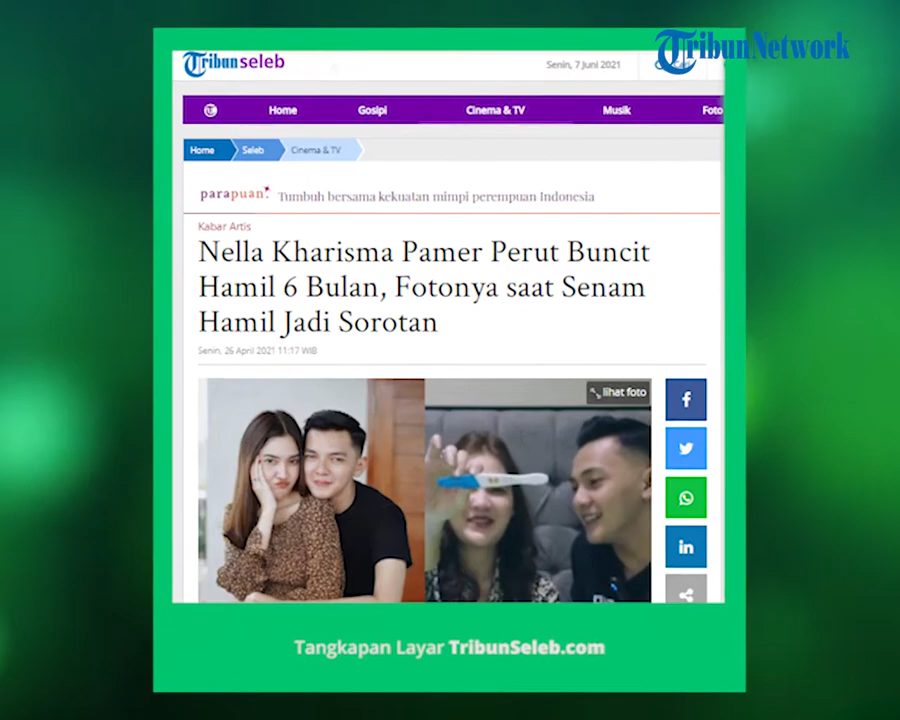 TribunNetwork
Tribunseleb
Senin, 7 Juni 2021
Home Gosipi Cinema & TV Musik Foto
Home Seleb Cinema & TV
parapuan. Tumbuh bersama kekuatan mimpi perempuan Indonesia
Kabar Artis
Nella Kharisma Pamer Perut Buncit
Hamil 6 Bulan, Fotonya saat Senam
Hamil Jadi Sorotan
Senin, 26 April 2021 11:17 WIB
lihat foto
Tangkapan Layar TribunSeleb.com